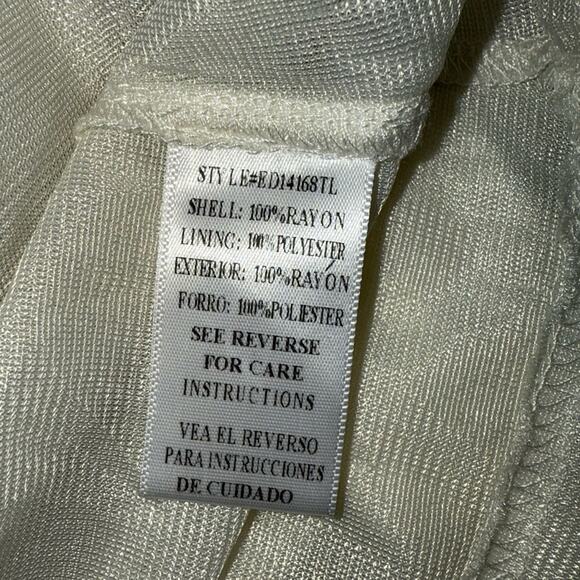 STYLE#ED14168TL
SHELL: 100%RAYON
LINING: 100%POLYESTER
EXTERIOR: 100%RAYON
FORRO: 100%POLIESTER
SEE REVERSE
FOR CARE
INSTRUCTIONS
VEA EL REVERSO
PARA INSTRUCCIONES
DE CUIDADO